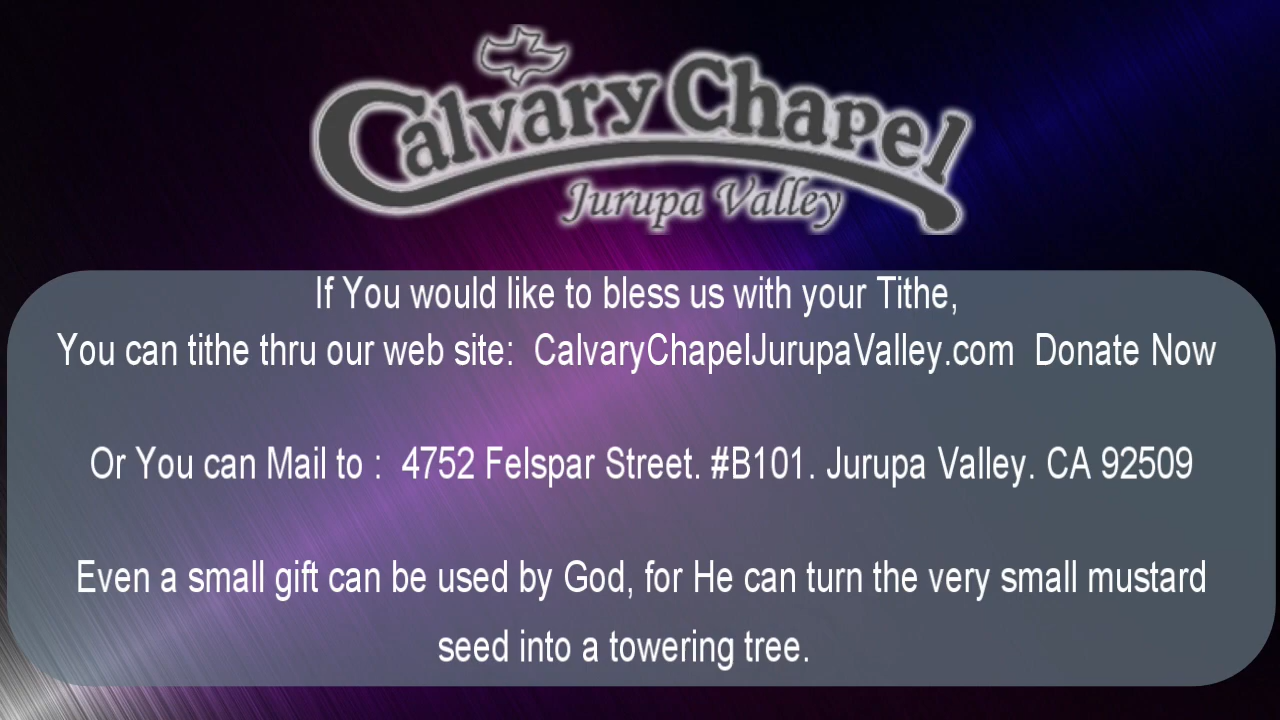 Calvary Chapel
Jurupa Valley
If You would like to bless us with your Tithe,
You can tithe thru our web site:  CalvaryChapelJurupaValley.com  Donate Now
Or You can Mail to :  4752 Felspar Street. #B101. Jurupa Valley. CA 92509
Even a small gift can be used by God, for He can turn the very small mustard
seed into a towering tree.